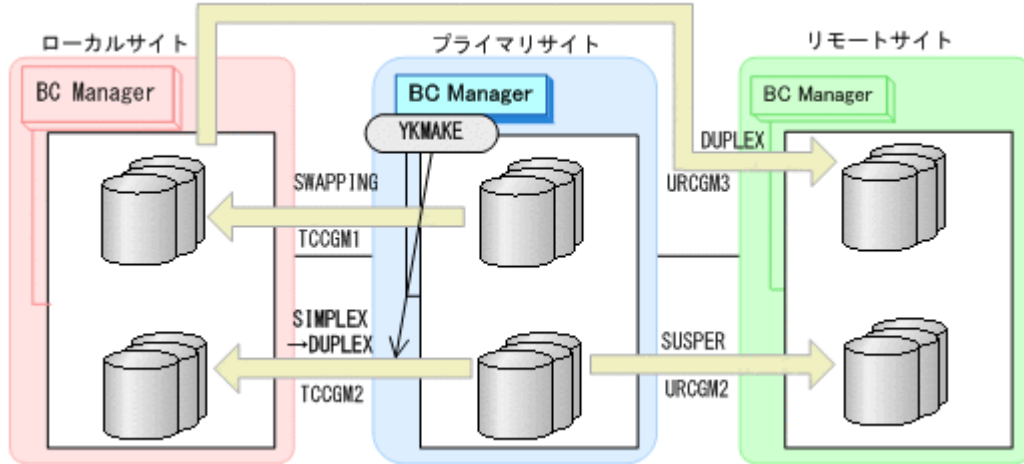 ローカルサイト
プライマリサイト
リモートサイト
BC Manager
BC Manager
BC Manager
YKMAKE
DUPLEX
URCGM3
SWAPPING
TCCGM1
SIMPLEX
→DUPLEX
TCCGM2
SUSPER
URCGM2